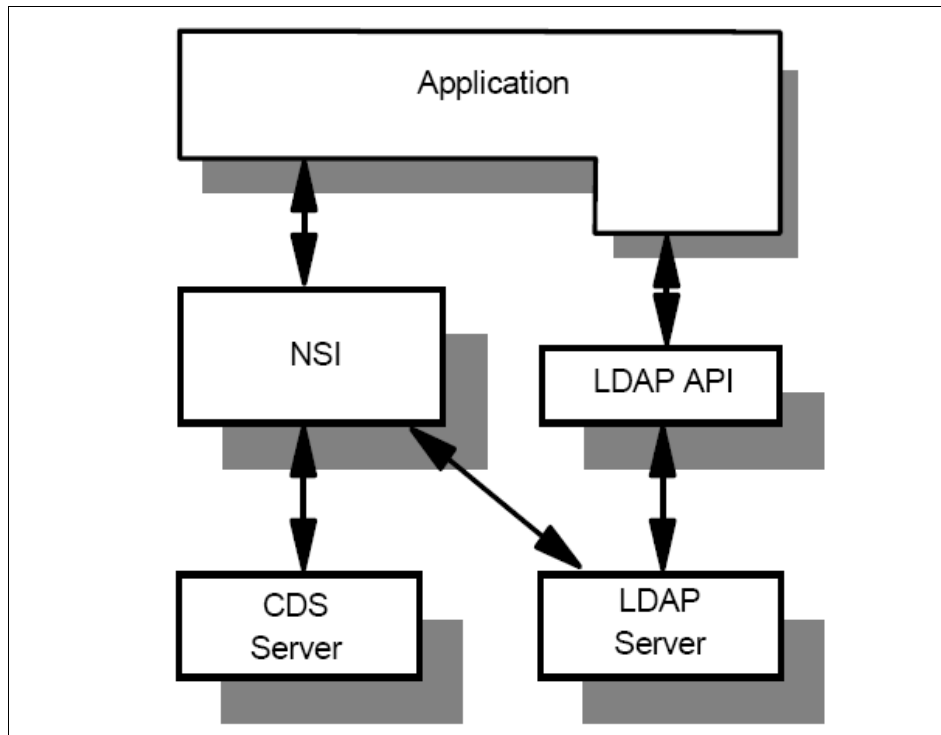 Application
NSI
LDAP API
CDS
Server
LDAP
Server